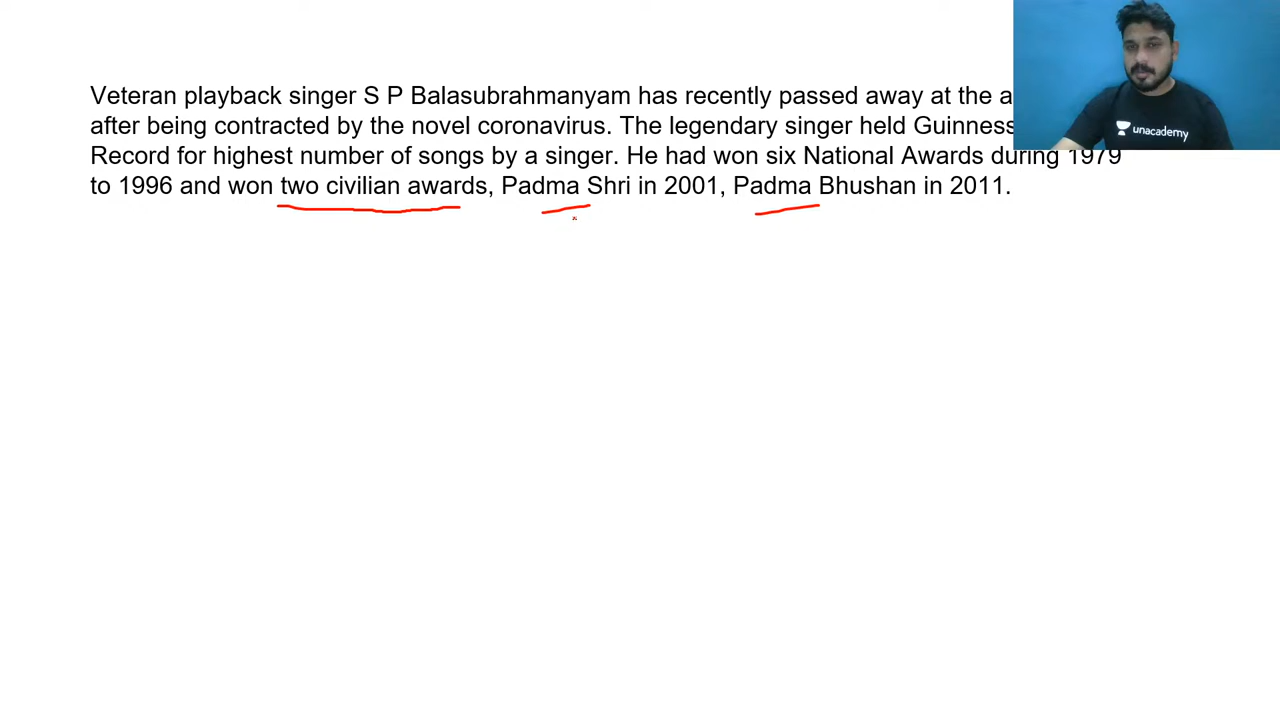 Veteran playback singer S P Balasubrahmanyam has recently passed away at the
after being contracted by the novel coronavirus. The legendary singer held Guinness
Record for highest number of songs by a singer. He had won six National Awards during 1979
to 1996 and won two civilian awards, Padma Shri in 2001, Padma Bhushan in 2011.
unacademy